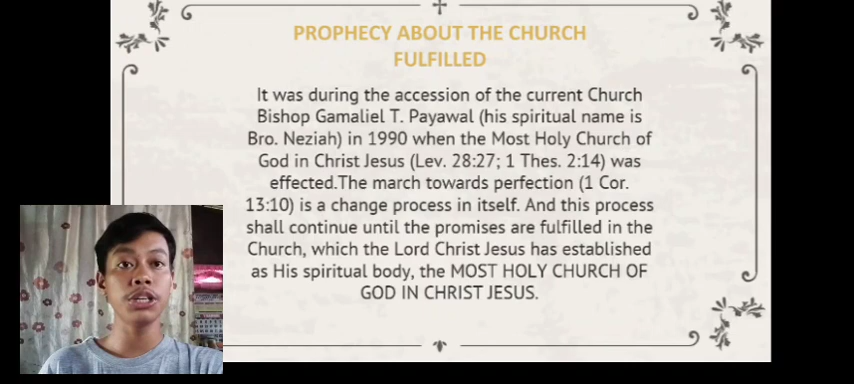 PROPHECY ABOUT THE CHURCH
FULFILLED
It was during the accession of the current Church
Bishop Gamaliel T. Payawal (his spiritual name is
Bro. Neziah) in 1990 when the Most Holy Church of
God in Christ Jesus (Lev. 28:27; 1 Thes. 2:14) was
effected.The march towards perfection (1 Cor.
13:10) is a change process in itself. And this process
shall continue until the promises are fulfilled in the
Church, which the Lord Christ Jesus has established
as His spiritual body, the MOST HOLY CHURCH OF
GOD IN CHRIST JESUS.